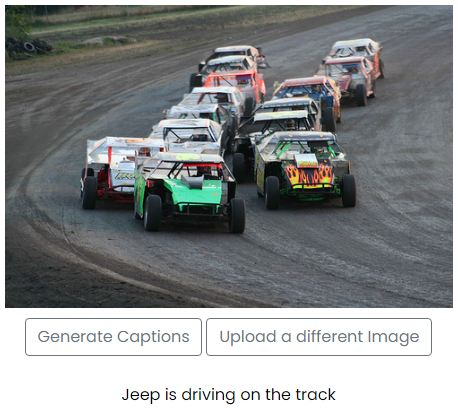 Generate Captions
Upload a different Image
Jeep is driving on the track